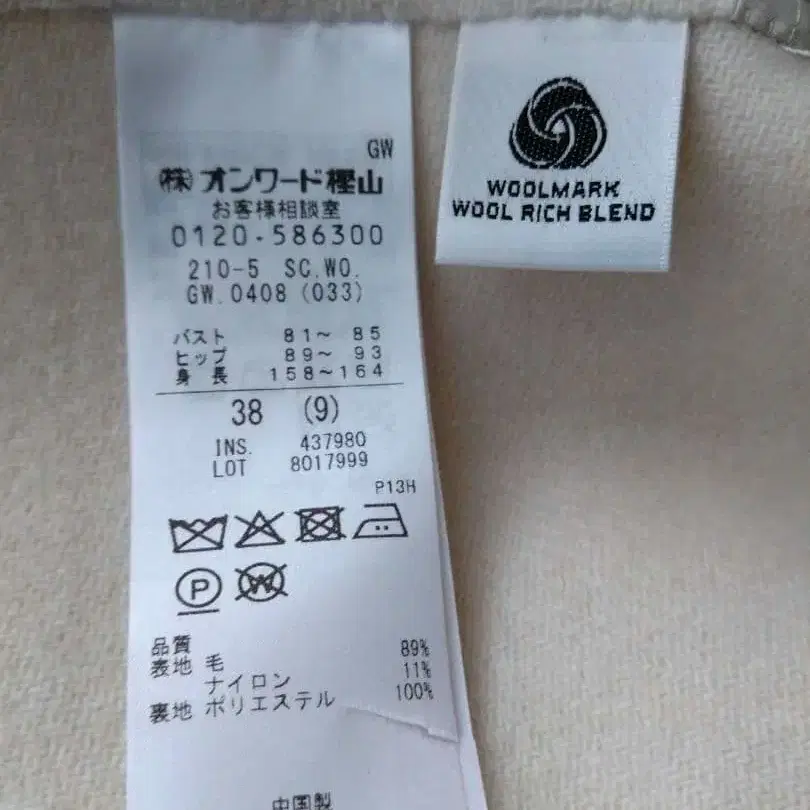 GW
㈱オンワード樫山
お客様相談室
0120-586300
210-5 SC.WO.
GW.0408(033)
バスト 81～ 85
ヒップ 89～ 93
身 長 158～164
38 (9)
INS. 437980
LOT 8017999
P13H
P
W
品質
表地 毛 89%
ナイロン 11%
裏地 ポリエステル 100%
中国製
WOOLMARK
WOOL RICH BLEND